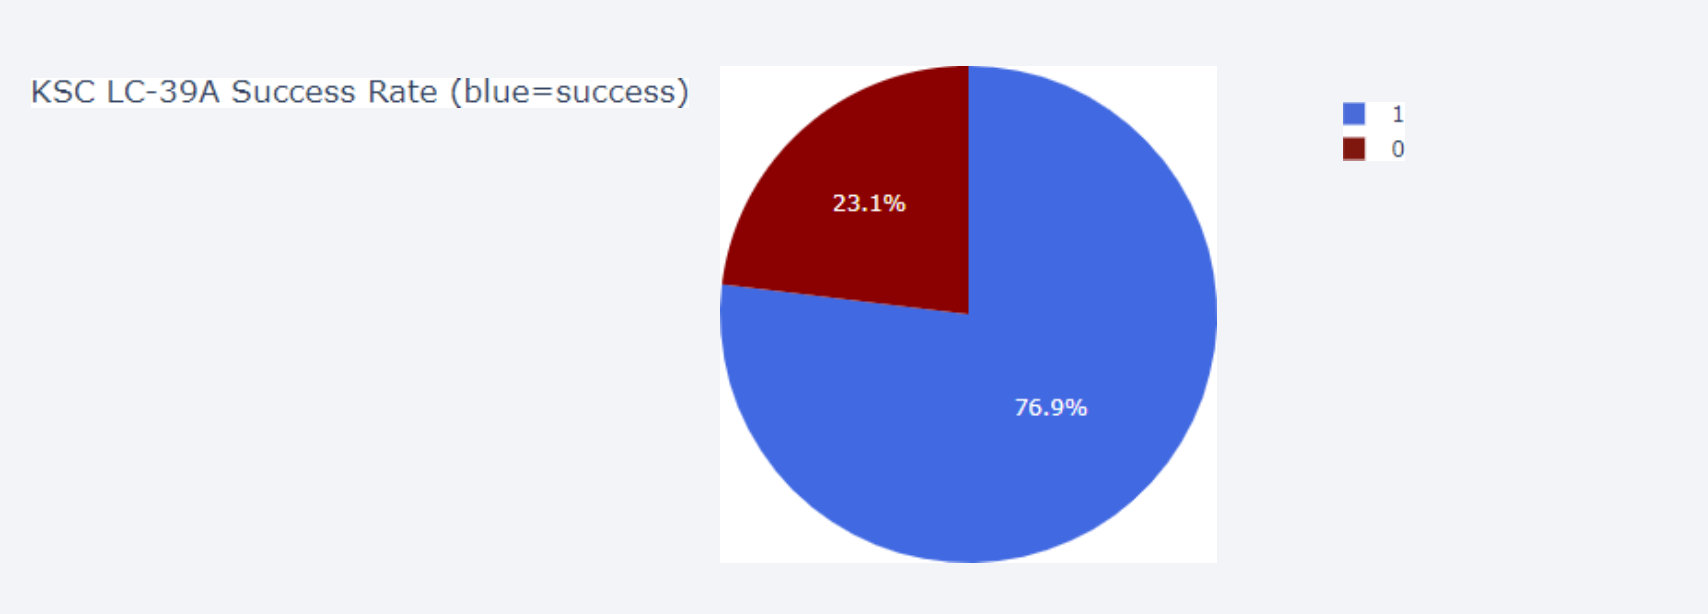 KSC LC-39A Success Rate (blue=success)
1
0
23.1%
76.9%